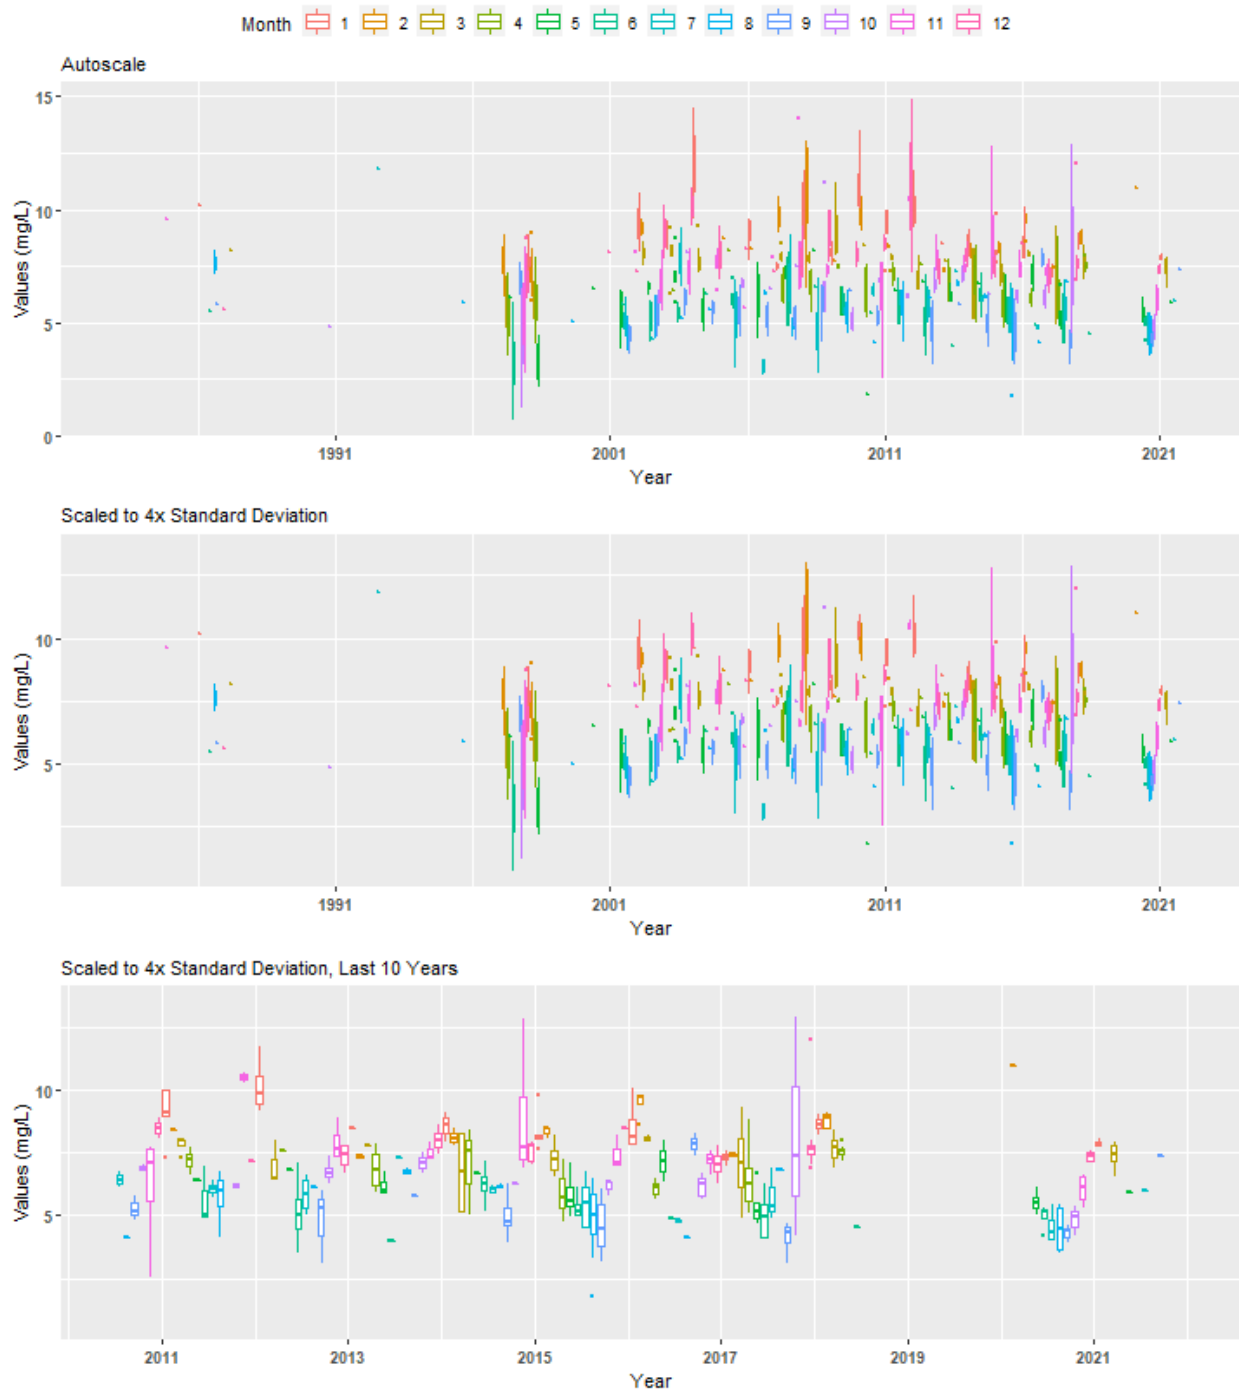 Month 1 2 3 4 5 6 7 8 9 10 11 12
Autoscale
Values (mg/L)
15
10
5
0
1991 2001 2011 2021
Year
Scaled to 4x Standard Deviation
Values (mg/L)
10
5
1991 2001 2011 2021
Year
Scaled to 4x Standard Deviation, Last 10 Years
Values (mg/L)
10
5
2011 2013 2015 2017 2019 2021
Year